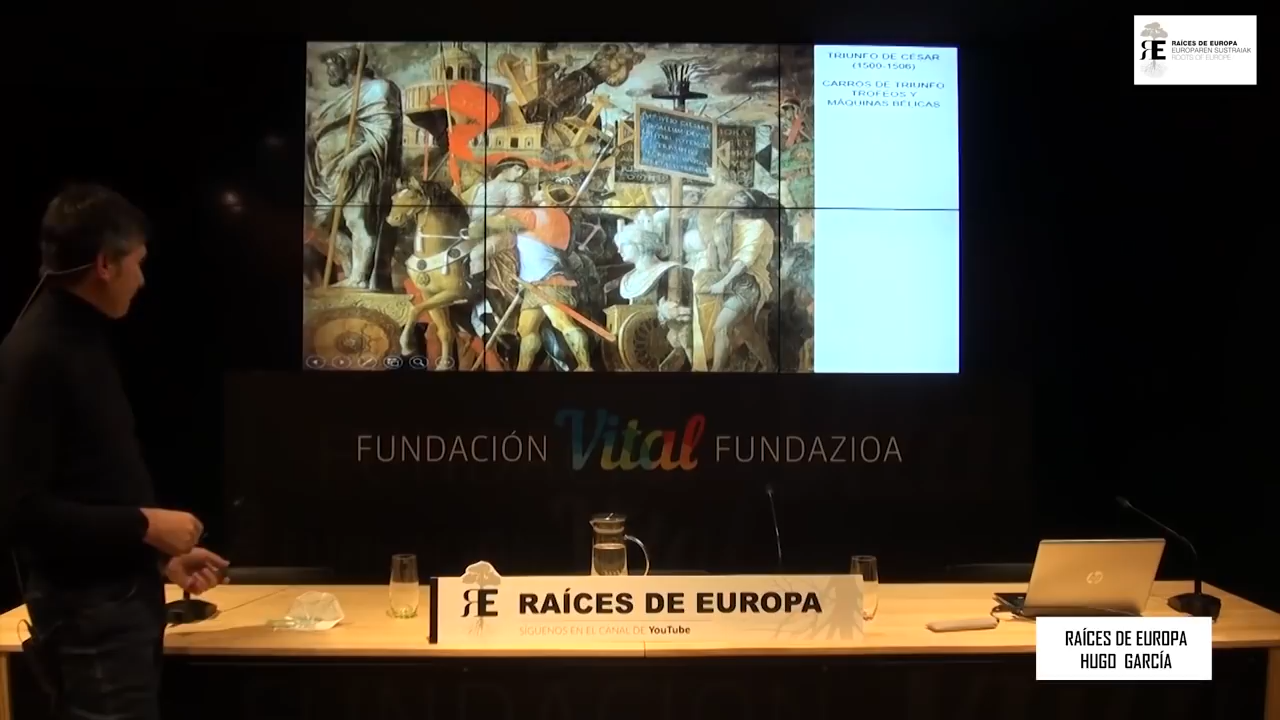 RAÍCES DE EUROPA
EUROPAREN SUSTRAIAK
ROOTS OF EUROPE
TRIUNFO DE CESAR
(1500-1506)
CARROS DE TRIUNFO
TROFEOS Y
MÁQUINAS BÉLICAS
FUNDACIÓN Vital FUNDAZIOA
RAÍCES DE EUROPA
SÍGUENOS EN EL CANAL DE YouTube
hp
RAÍCES DE EUROPA
HUGO GARCÍA